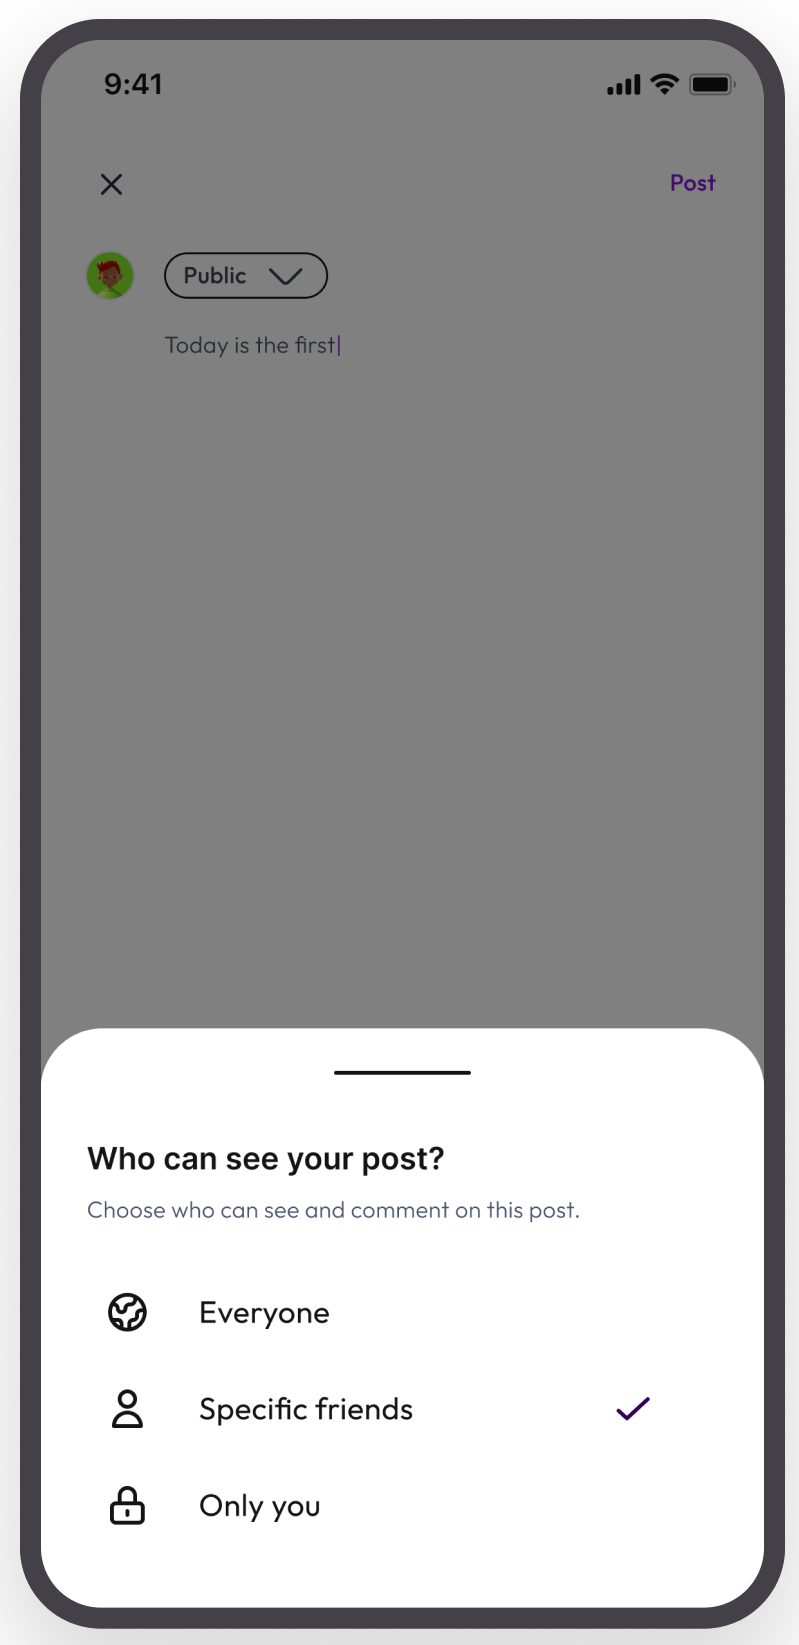 9:41
Post
Public
Today is the first
Who can see your post?
Choose who can see and comment on this post.
Everyone
Specific friends
Only you